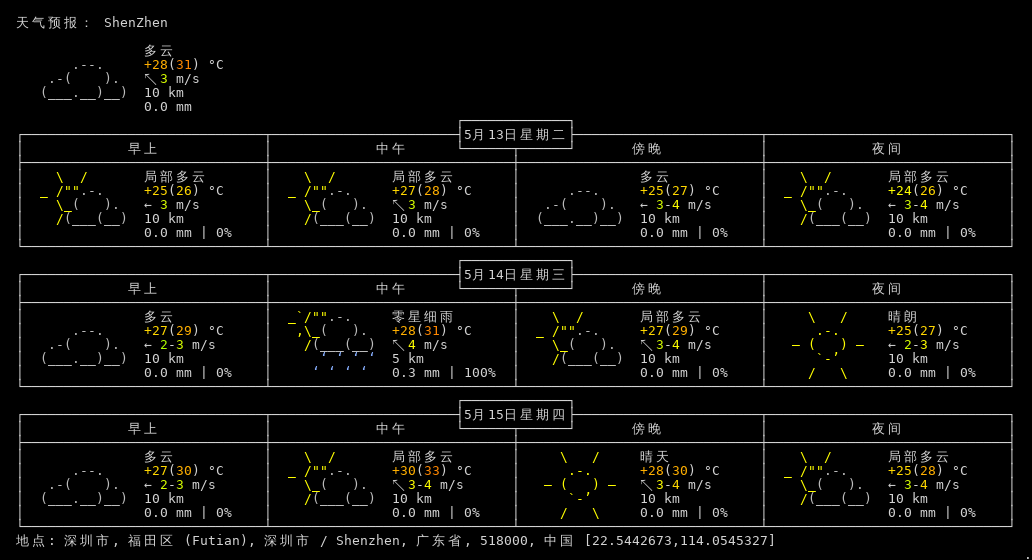 天气预报： ShenZhen
多云
+28(31) °C
↖3 m/s
10 km
0.0 mm
5月13日星期二
早上 中午 傍晚 夜间
局部多云 局部多云 多云 局部多云
+25(26) °C +27(28) °C +25(27) °C +24(26) °C
← 3 m/s ↖3 m/s ← 3-4 m/s ← 3-4 m/s
10 km 10 km 10 km 10 km
0.0 mm | 0% 0.0 mm | 0% 0.0 mm | 0% 0.0 mm | 0%
5月14日星期三
早上 中午 傍晚 夜间
多云 零星细雨 局部多云 晴朗
+27(29) °C +28(31) °C +27(29) °C +25(27) °C
← 2-3 m/s ↖4 m/s ↖3-4 m/s ← 2-3 m/s
10 km 5 km 10 km 10 km
0.0 mm | 0% 0.3 mm | 100% 0.0 mm | 0% 0.0 mm | 0%
5月15日星期四
早上 中午 傍晚 夜间
多云 局部多云 晴天 局部多云
+27(30) °C +30(33) °C +28(30) °C +25(28) °C
← 2-3 m/s ↖3-4 m/s ↖3-4 m/s ← 3-4 m/s
10 km 10 km 10 km 10 km
0.0 mm | 0% 0.0 mm | 0% 0.0 mm | 0% 0.0 mm | 0%
地点: 深圳市, 福田区 (Futian), 深圳市 / Shenzhen, 广东省, 518000, 中国 [22.5442673,114.0545327]